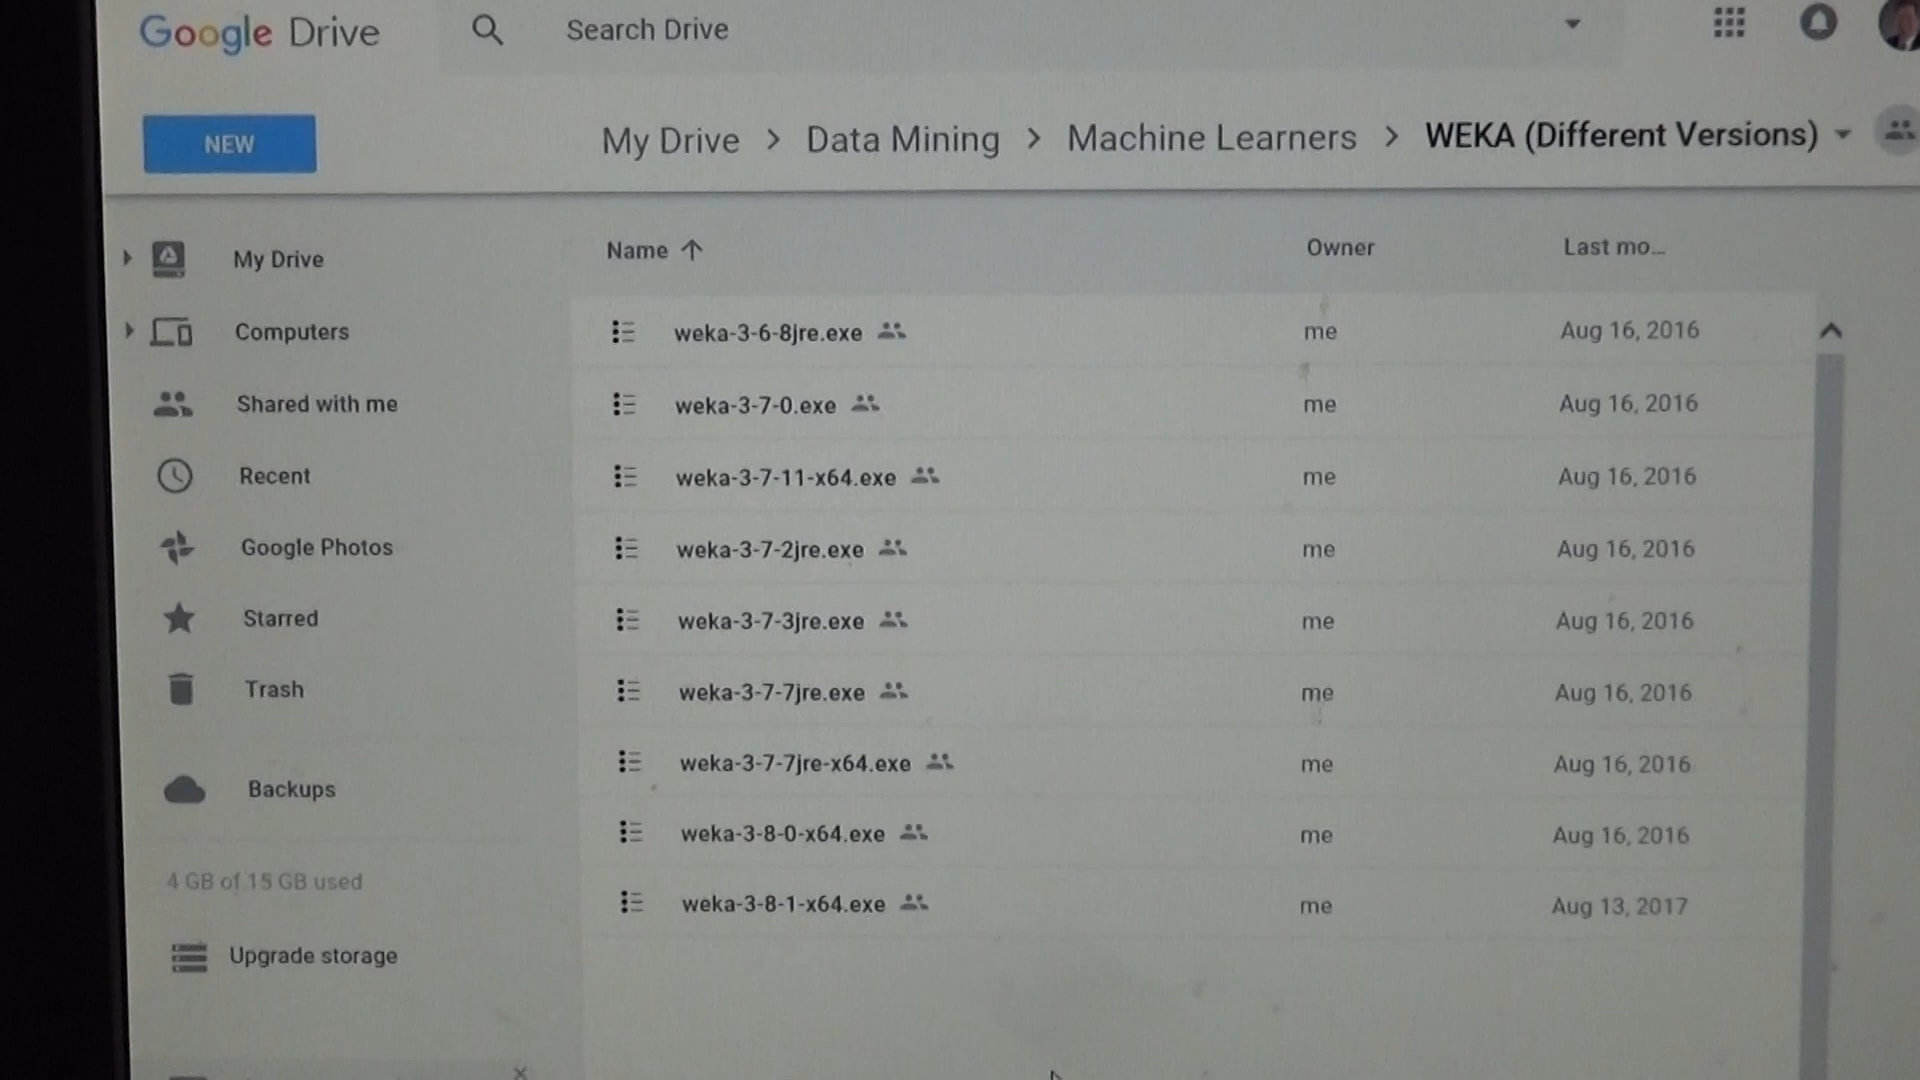 Google Drive
Search Drive
NEW
My Drive > Data Mining > Machine Learners > WEKA (Different Versions)
Name Owner Last mo...
My Drive
Computers
Shared with me
Recent
Google Photos
Starred
Trash
Backups
4 GB of 15 GB used
Upgrade storage
weka-3-6-8jre.exe me Aug 16, 2016
weka-3-7-0.exe me Aug 16, 2016
weka-3-7-11-x64.exe me Aug 16, 2016
weka-3-7-2jre.exe me Aug 16, 2016
weka-3-7-3jre.exe me Aug 16, 2016
weka-3-7-7jre.exe me Aug 16, 2016
weka-3-7-7jre-x64.exe me Aug 16, 2016
weka-3-8-0-x64.exe me Aug 16, 2016
weka-3-8-1-x64.exe me Aug 13, 2017